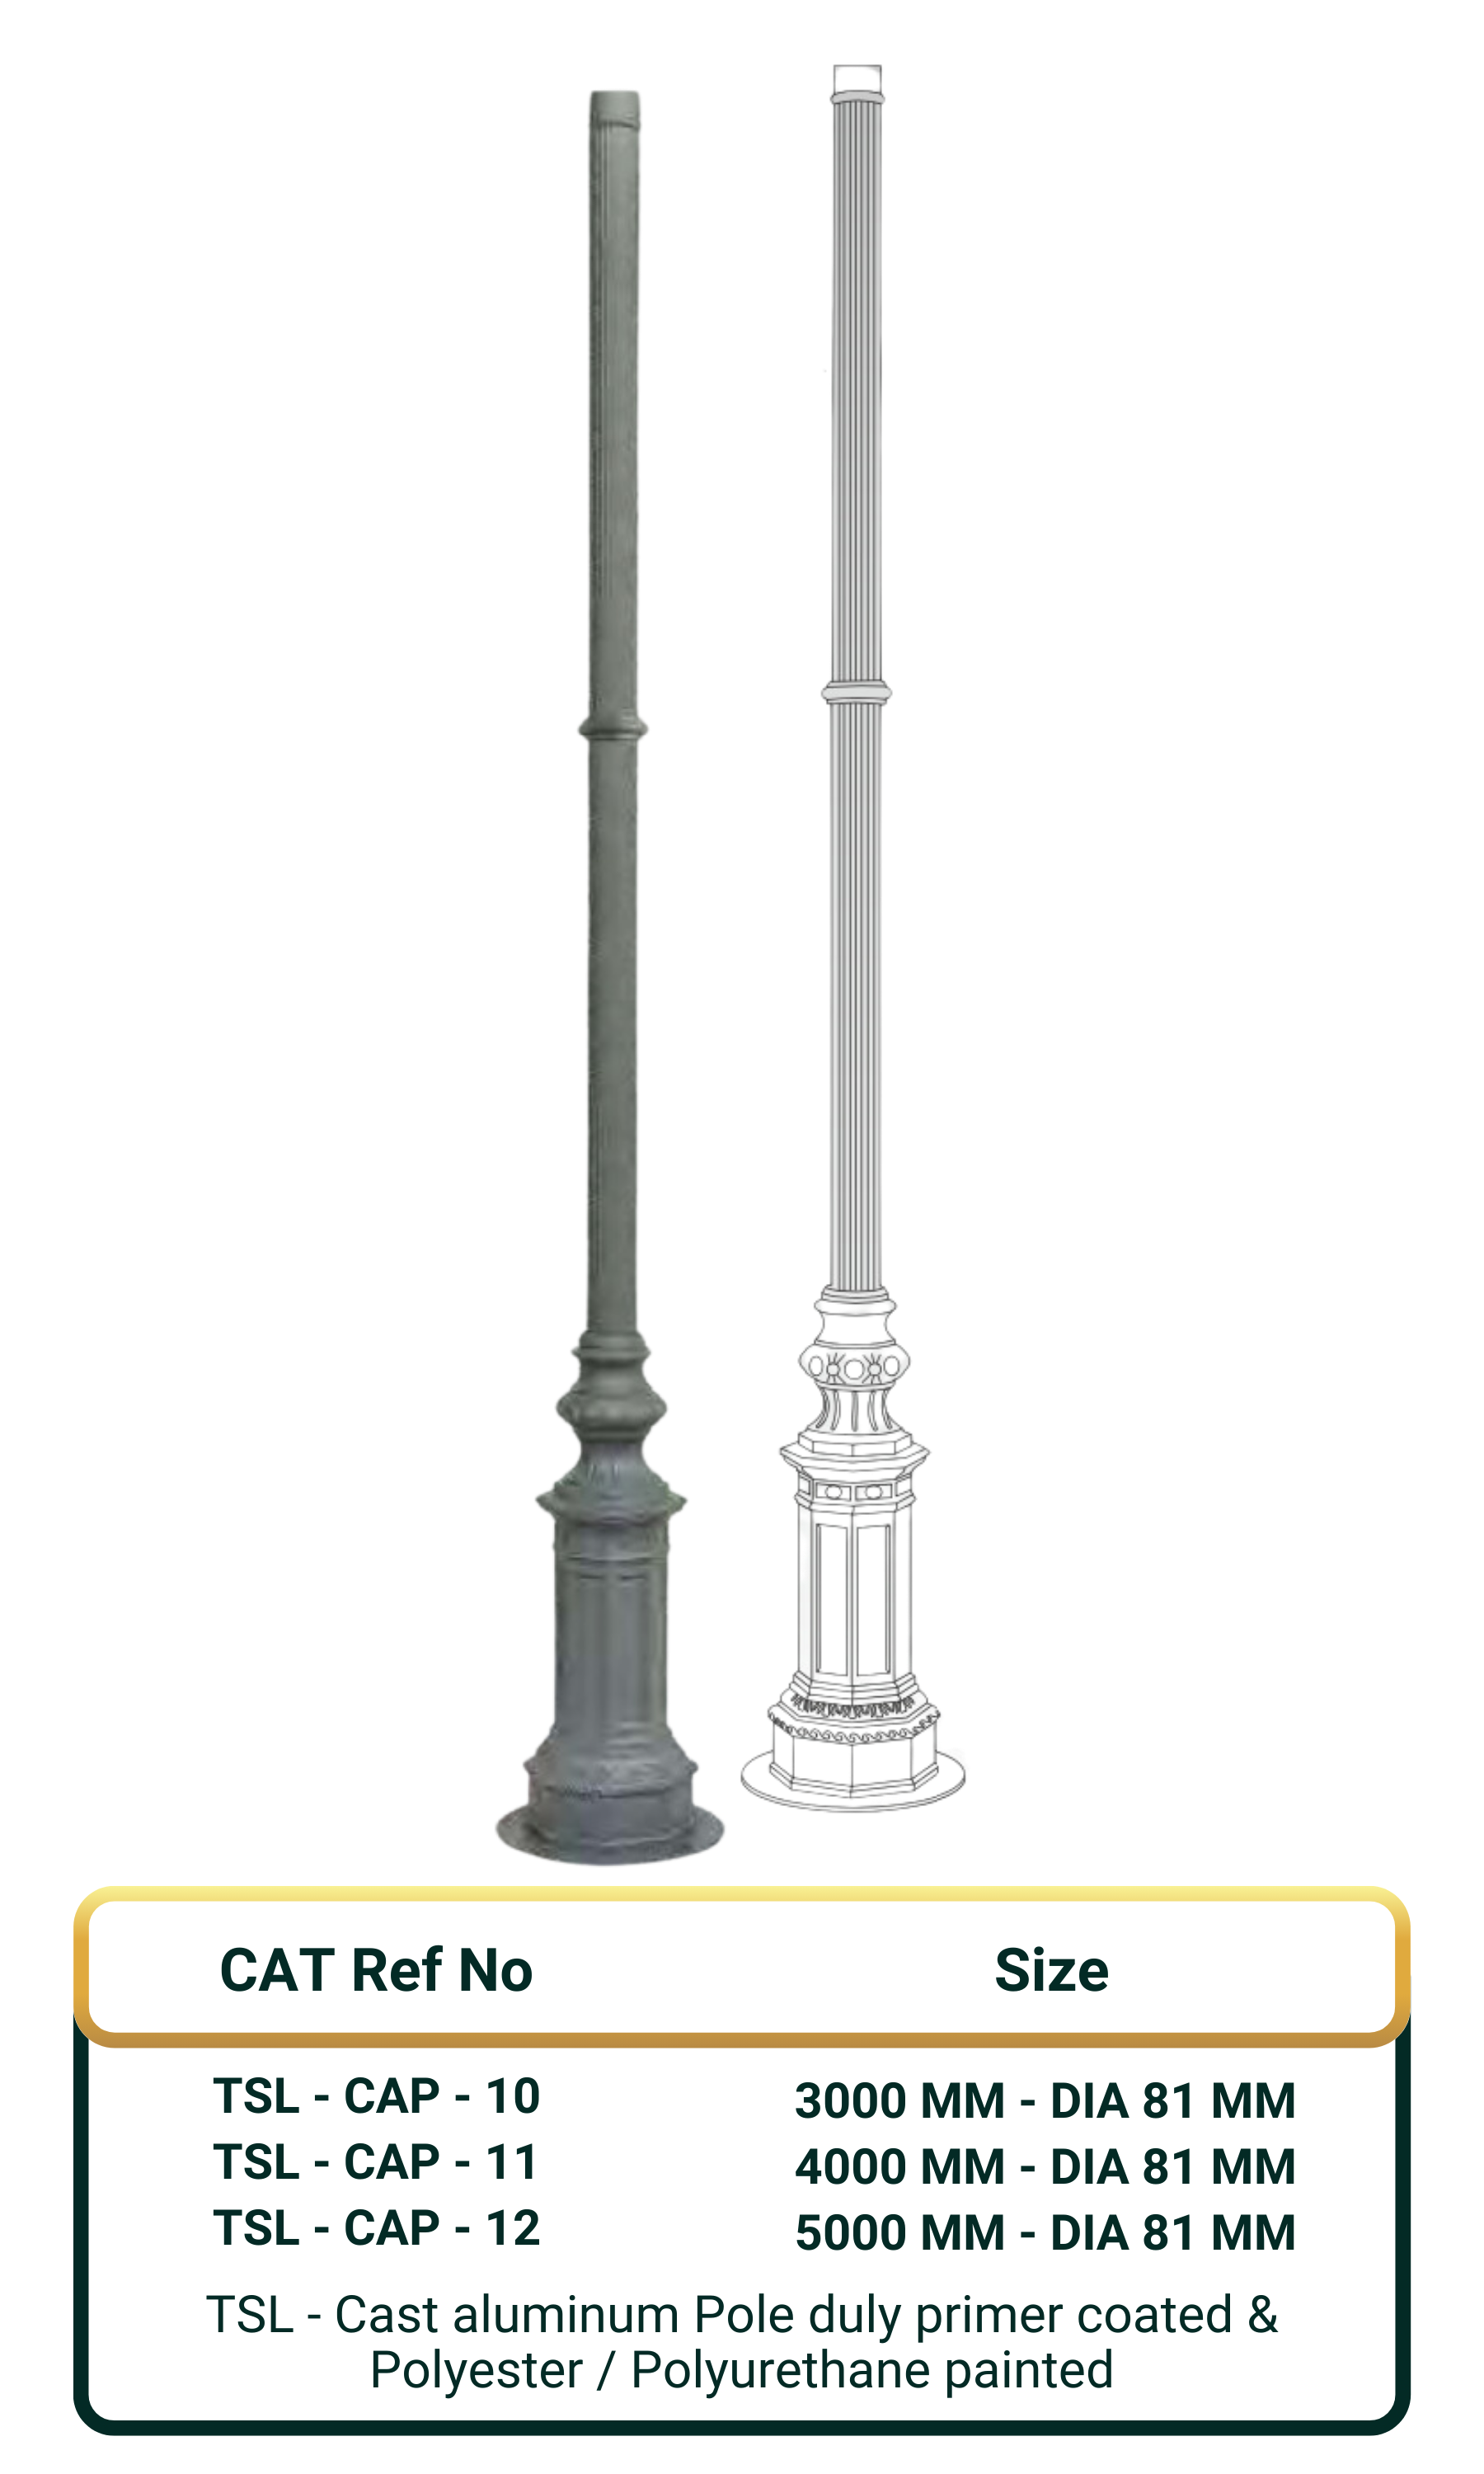 CAT Ref No Size
TSL - CAP - 10 3000 MM - DIA 81 MM
TSL - CAP - 11 4000 MM - DIA 81 MM
TSL - CAP - 12 5000 MM - DIA 81 MM
TSL - Cast aluminum Pole duly primer coated &
Polyester / Polyurethane painted